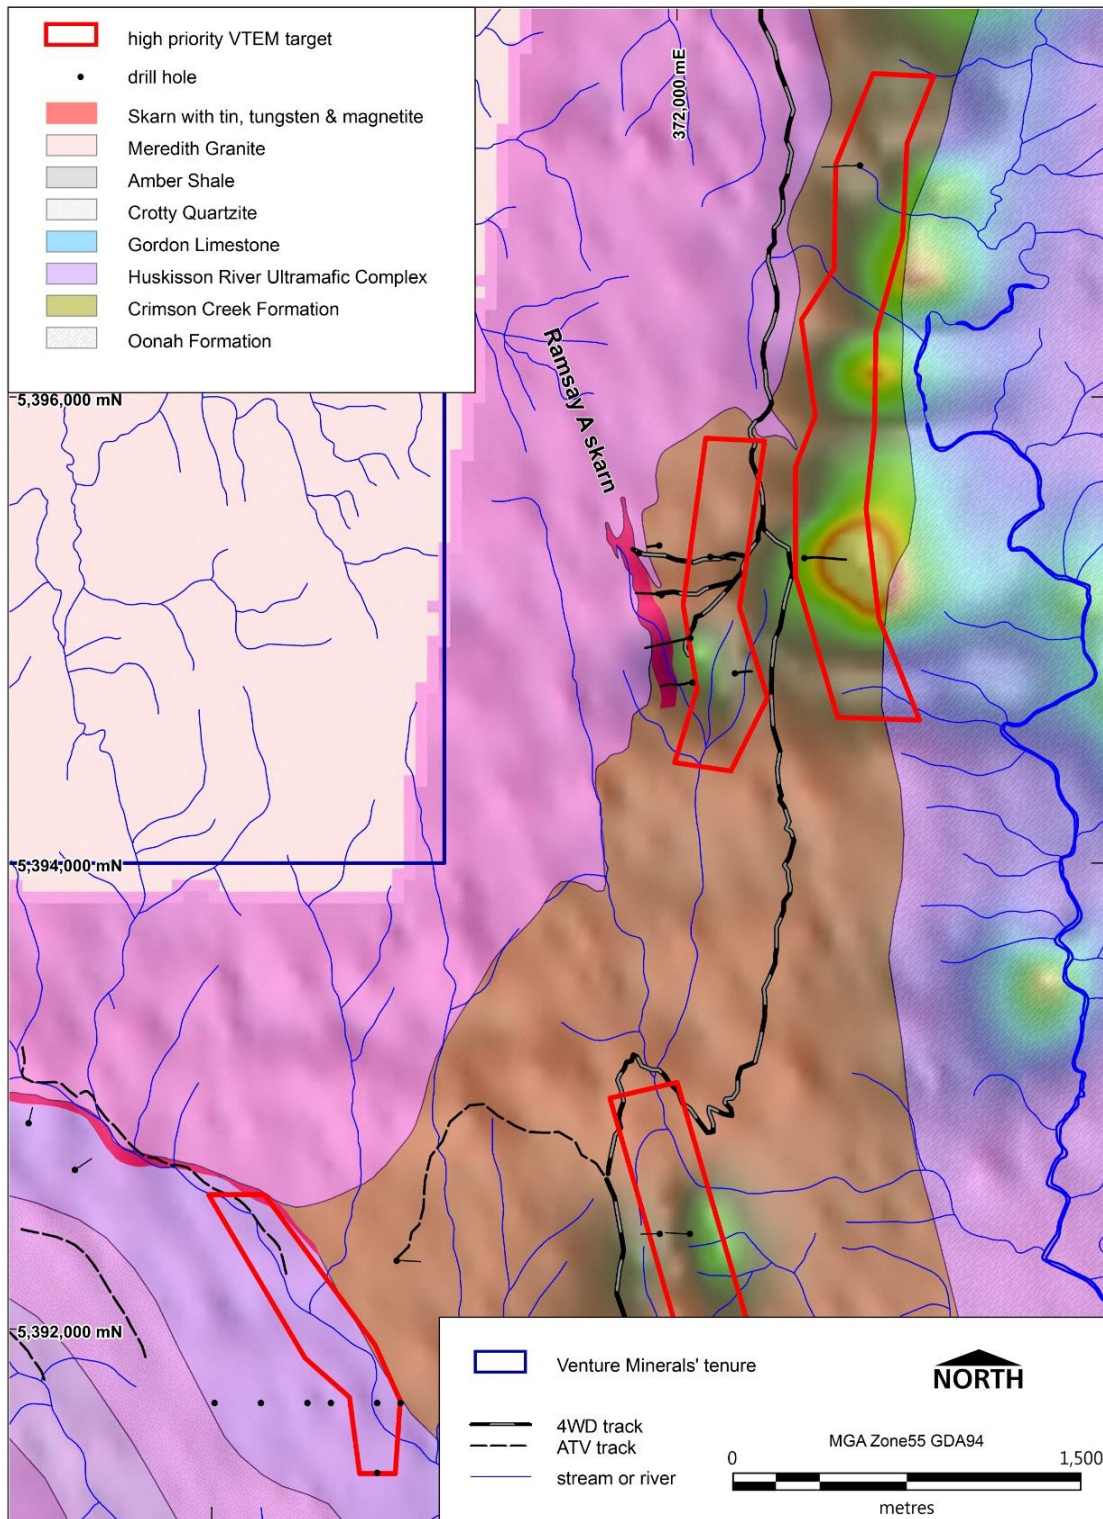 high priority VTEM target
drill hole
Skarn with tin, tungsten & magnetite
Meredith Granite
Amber Shale
Crotty Quartzite
Gordon Limestone
Huskisson River Ultramafic Complex
Crimson Creek Formation
Oonah Formation
372,000 mE
5,396,000 mN
Ramsay A skarn
5,394,000 mN
5,392,000 mN
Venture Minerals' tenure
4WD track
ATV track
stream or river
NORTH
MGA Zone55 GDA94
0 1,500
metres